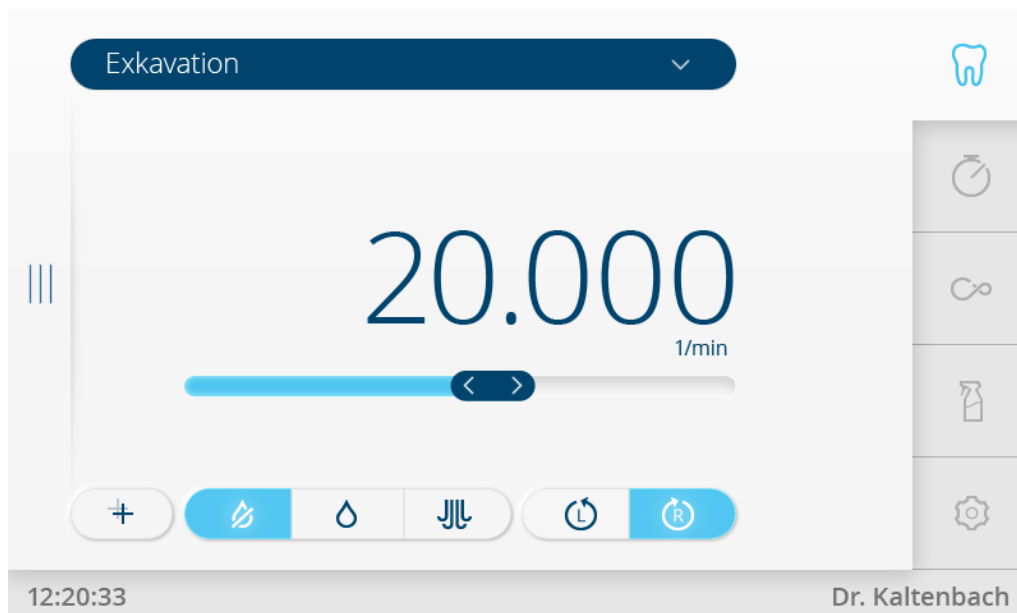 Exkavation
20.000
1/min
L
R
12:20:33
Dr. Kaltenbach